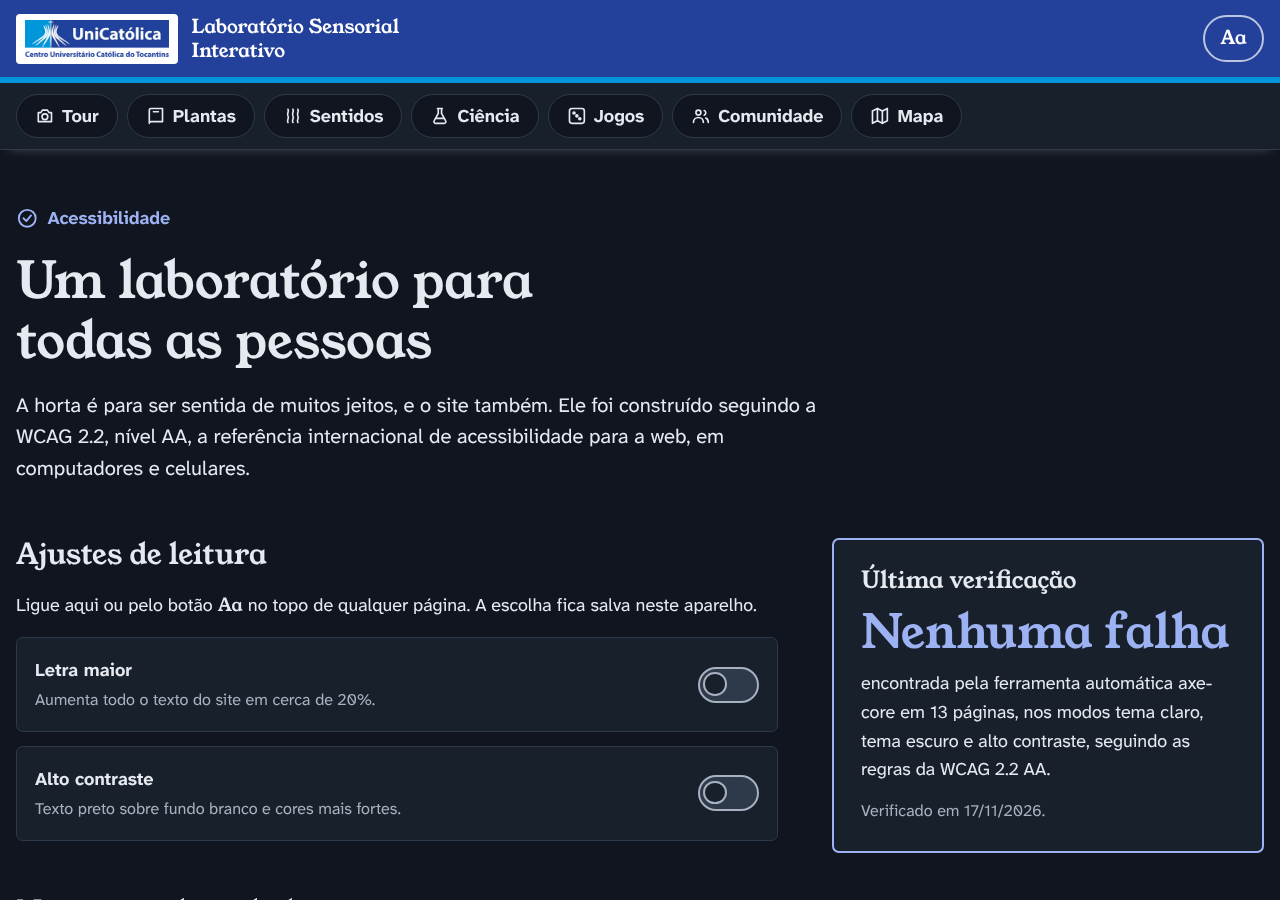 UniCatólica
Centro Universitário Católica do Tocantins
Laboratório Sensorial
Interativo
Aa
Tour
Plantas
Sentidos
Ciência
Jogos
Comunidade
Mapa
Acessibilidade
Um laboratório para
todas as pessoas
A horta é para ser sentida de muitos jeitos, e o site também. Ele foi construído seguindo a
WCAG 2.2, nível AA, a referência internacional de acessibilidade para a web, em
computadores e celulares.
Ajustes de leitura
Ligue aqui ou pelo botão Aa no topo de qualquer página. A escolha fica salva neste aparelho.
Letra maior
Aumenta todo o texto do site em cerca de 20%.
Alto contraste
Texto preto sobre fundo branco e cores mais fortes.
Última verificação
Nenhuma falha
encontrada pela ferramenta automática axe-
core em 13 páginas, nos modos tema claro,
tema escuro e alto contraste, seguindo as
regras da WCAG 2.2 AA.
Verificado em 17/11/2026.